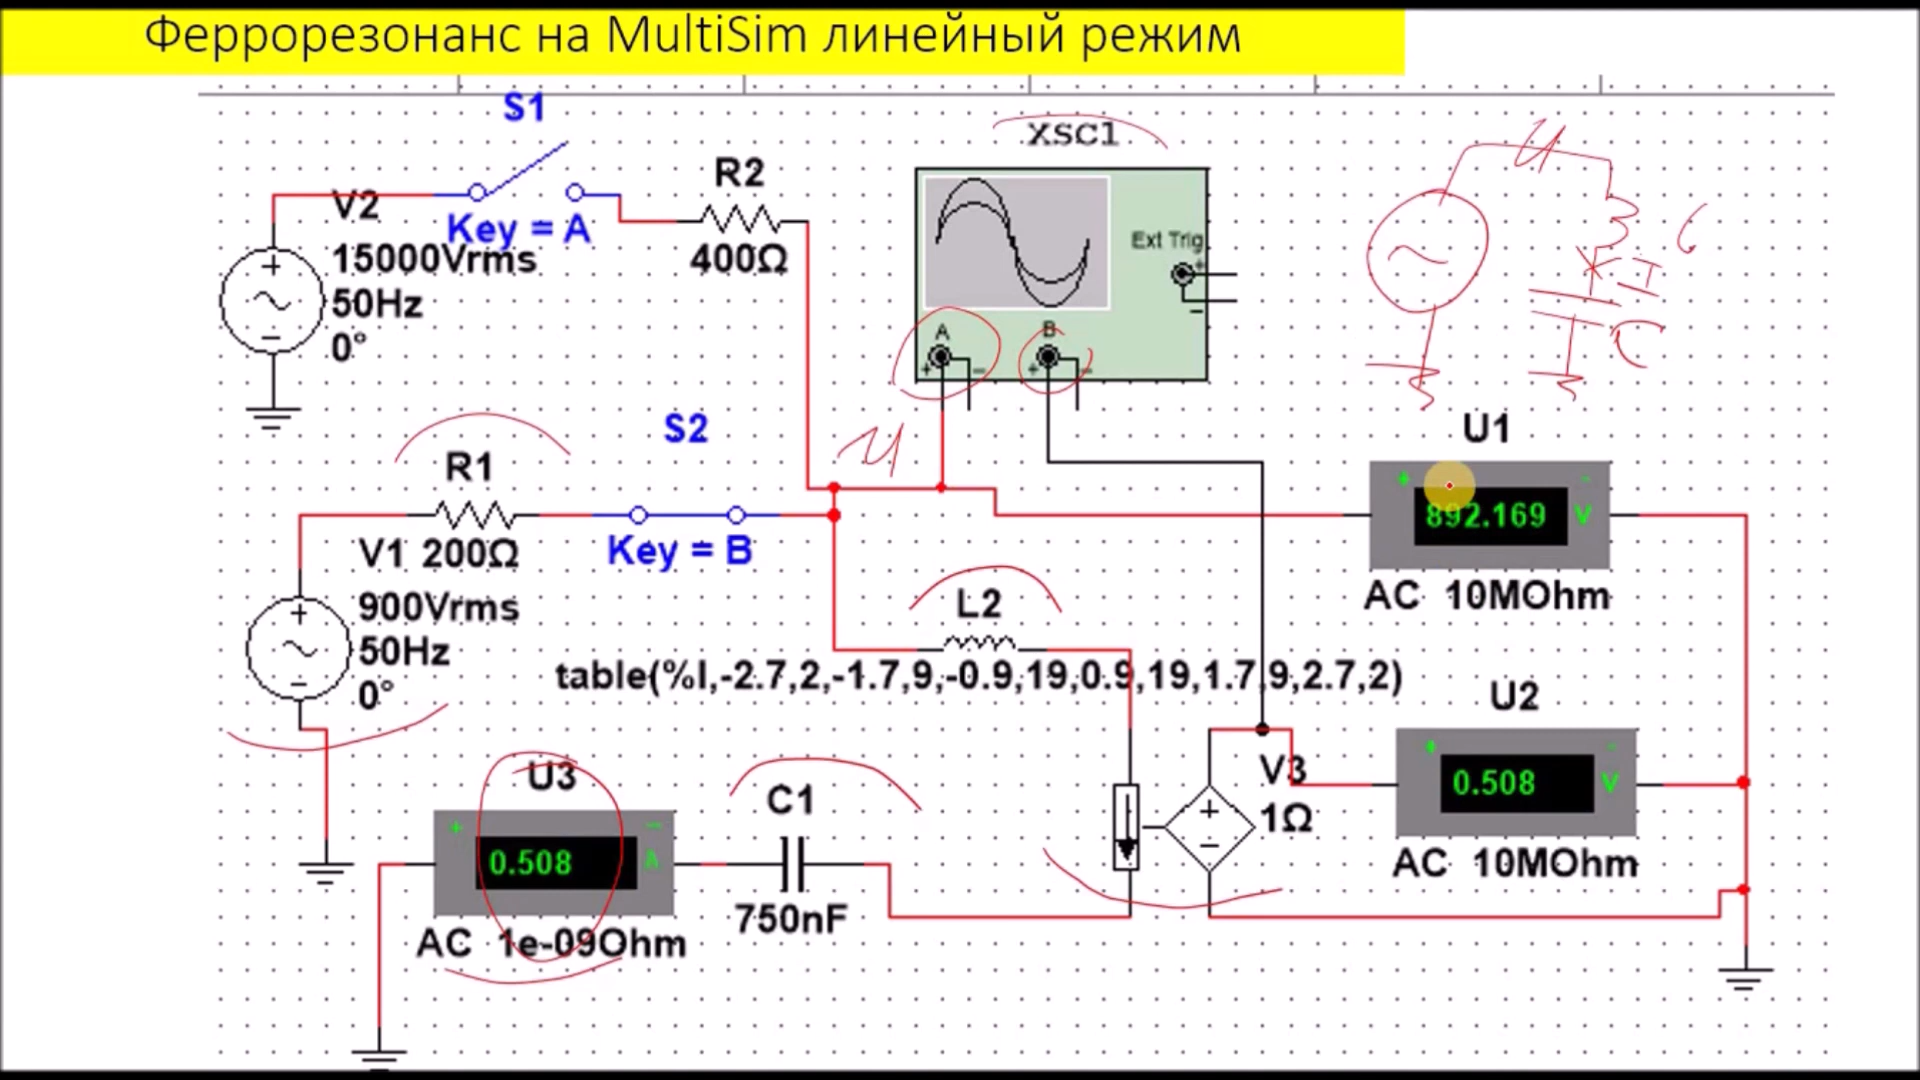 Феррорезонанс на MultiSim линейный режим
S1
XSC1
R2
V2
Key = A
15000Vrms
400Ω
50Hz
0°
Ext Trig
+
−
A
B
+ −
+ −
U
U
I
C
S2
R1
V1 200Ω
Key = B
900Vrms
50Hz
0°
U1
+ −
892.169 V
AC 10MOhm
L2
table(%I,-2.7,2,-1.7,9,-0.9,19,0.9,19,1.7,9,2.7,2)
U2
+ −
0.508 V
AC 10MOhm
V3
1Ω
U3
+ −
0.508 A
AC 1e-09Ohm
C1
750nF